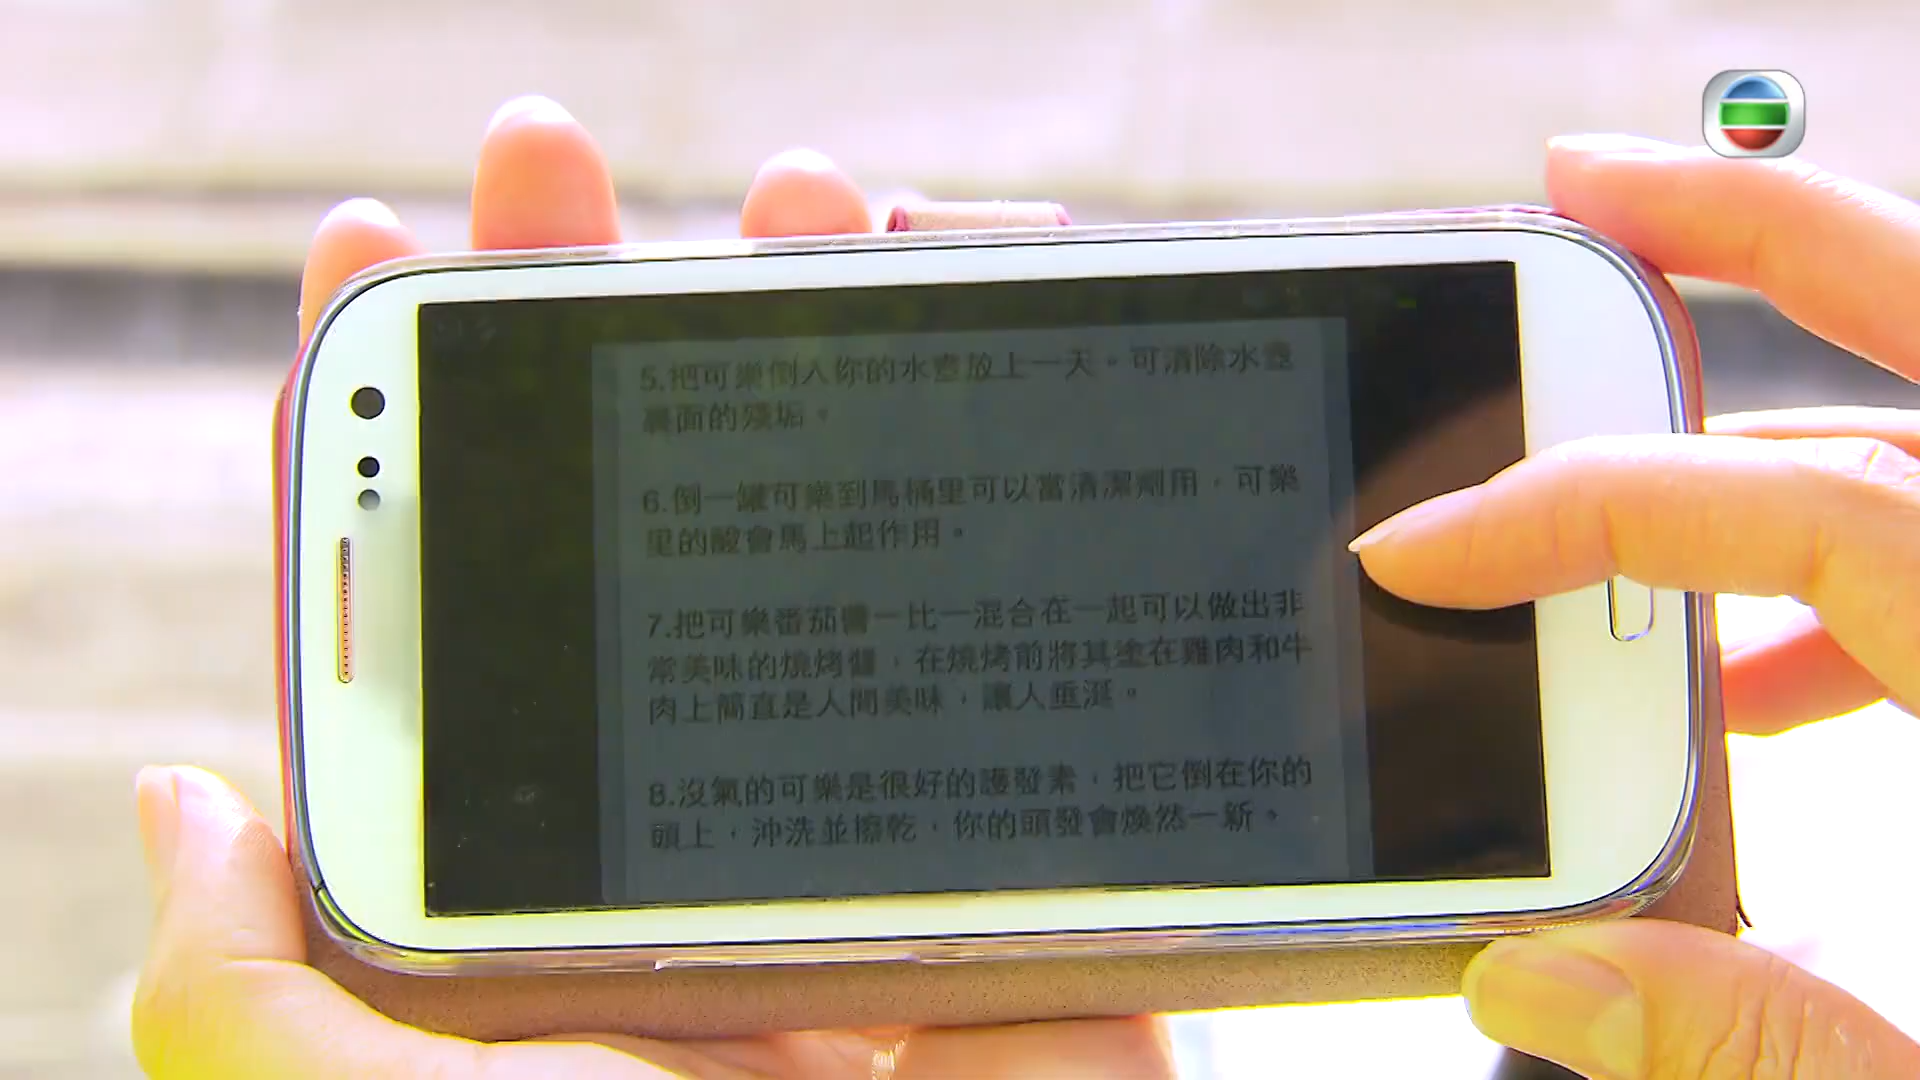 5.把可樂倒入你的水壺放上一天。可清除水壺
裏面的殘垢。
6.倒一罐可樂到馬桶里可以當清潔劑用，可樂
里的酸會馬上起作用。
7.把可樂番茄醬一比一混合在一起可以做出非
常美味的燒烤醬，在燒烤前將其塗在雞肉和牛
肉上簡直是人間美味，讓人垂涎。
8.沒氣的可樂是很好的護發素，把它倒在你的
頭上，沖洗並擦乾，你的頭發會煥然一新。